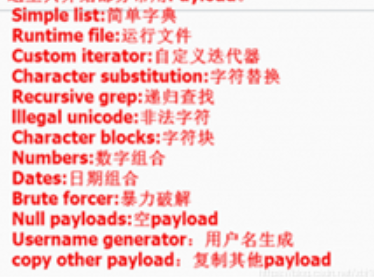 Simple list:简单字典
Runtime file:运行文件
Custom iterator:自定义迭代器
Character substitution:字符替换
Recursive grep:递归查找
Illegal unicode:非法字符
Character blocks:字符块
Numbers:数字组合
Dates:日期组合
Brute forcer:暴力破解
Null payloads:空payload
Username generator：用户名生成
copy other payload：复制其他payload